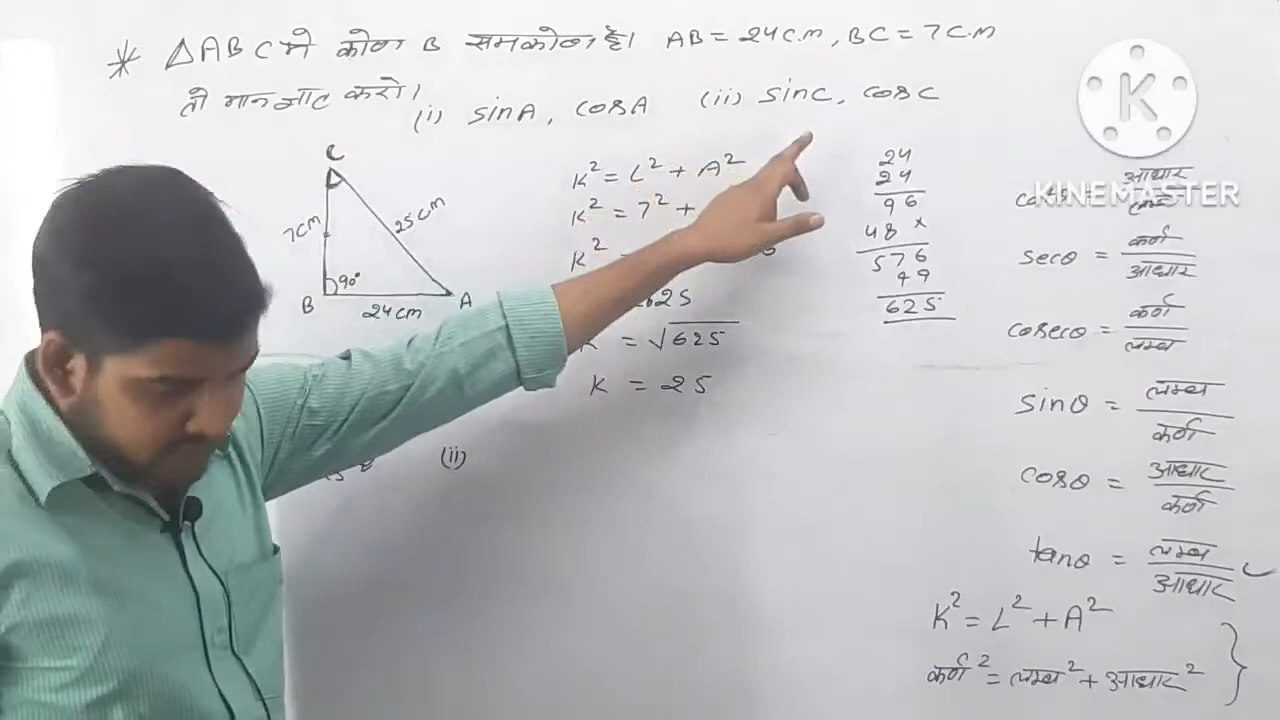 * △ABC मे कोण B समकोण है। AB = 24c.m, BC = 7c.m
तो मान ज्ञात करो। (i) sinA, cosA (ii) sinC, cosC
C
7cm
25cm
90°
B
24cm
A
K² = L² + A²
K² = 7² +
K² =
625
= √625
K = 25
(ii)
24
24
96
48 ×
576
49
625
= आधार
secθ = कर्ण / आधार
cosecθ = कर्ण / लम्ब
sinθ = लम्ब / कर्ण
cosθ = आधार / कर्ण
tanθ = लम्ब / आधार
K² = L² + A²
कर्ण² = लम्ब² + आधार²
K
KINEMASTER